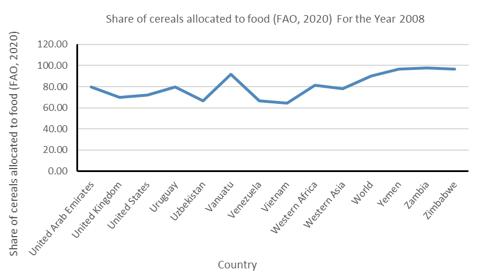 Share of cereals allocated to food (FAO, 2020) For the Year 2008
Share of cereals allocated to food (FAO, 2020)
120.00
100.00
80.00
60.00
40.00
20.00
0.00
United Arab Emirates
United Kingdom
United States
Uruguay
Uzbekistan
Vanuatu
Venezuela
Vietnam
Western Africa
Western Asia
World
Yemen
Zambia
Zimbabwe
Country